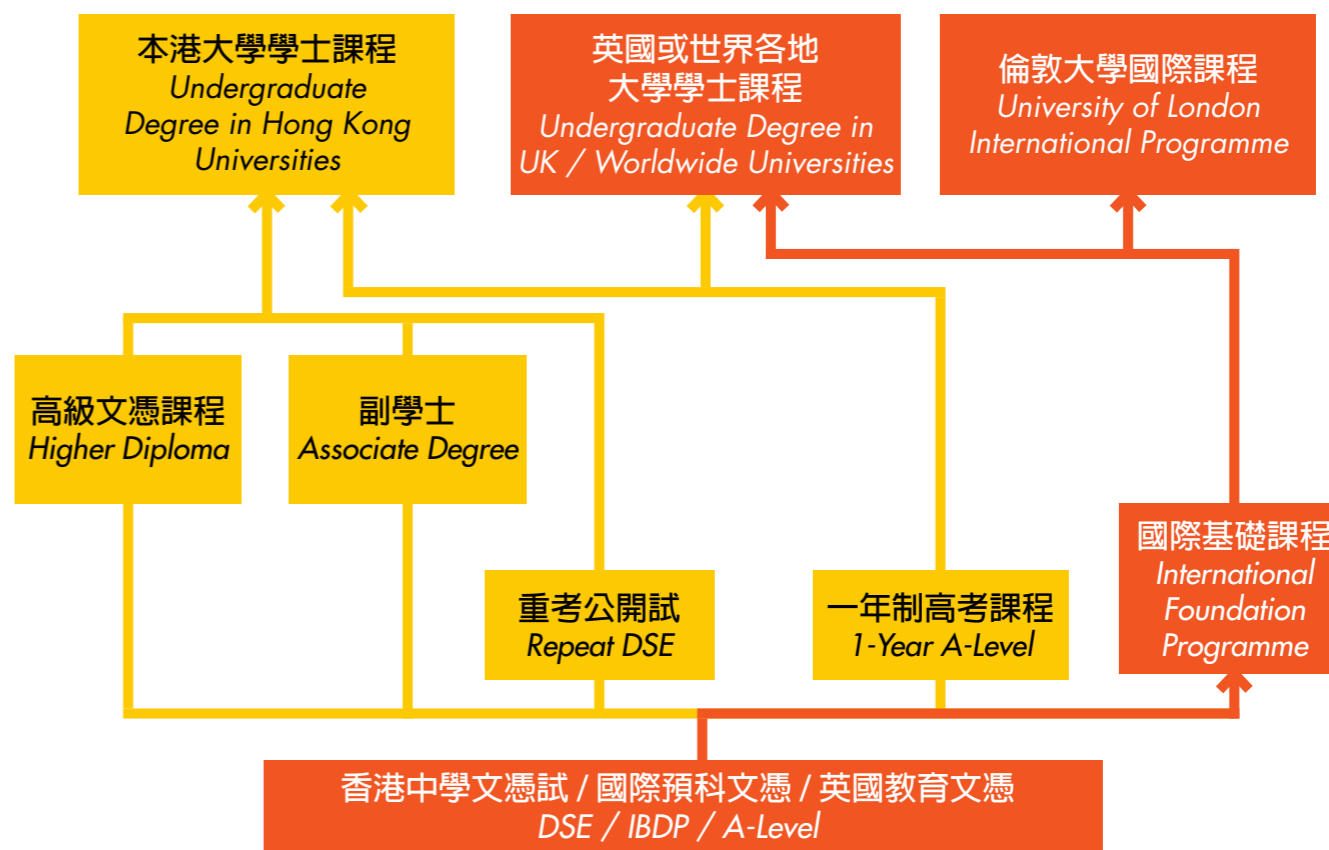 本港大學學士課程
Undergraduate
Degree in Hong Kong
Universities
英國或世界各地
大學學士課程
Undergraduate Degree in
UK / Worldwide Universities
倫敦大學國際課程
University of London
International Programme
高級文憑課程
Higher Diploma
副學士
Associate Degree
重考公開試
Repeat DSE
一年制高考課程
1-Year A-Level
國際基礎課程
International
Foundation
Programme
香港中學文憑試 / 國際預科文憑 / 英國教育文憑
DSE / IBDP / A-Level